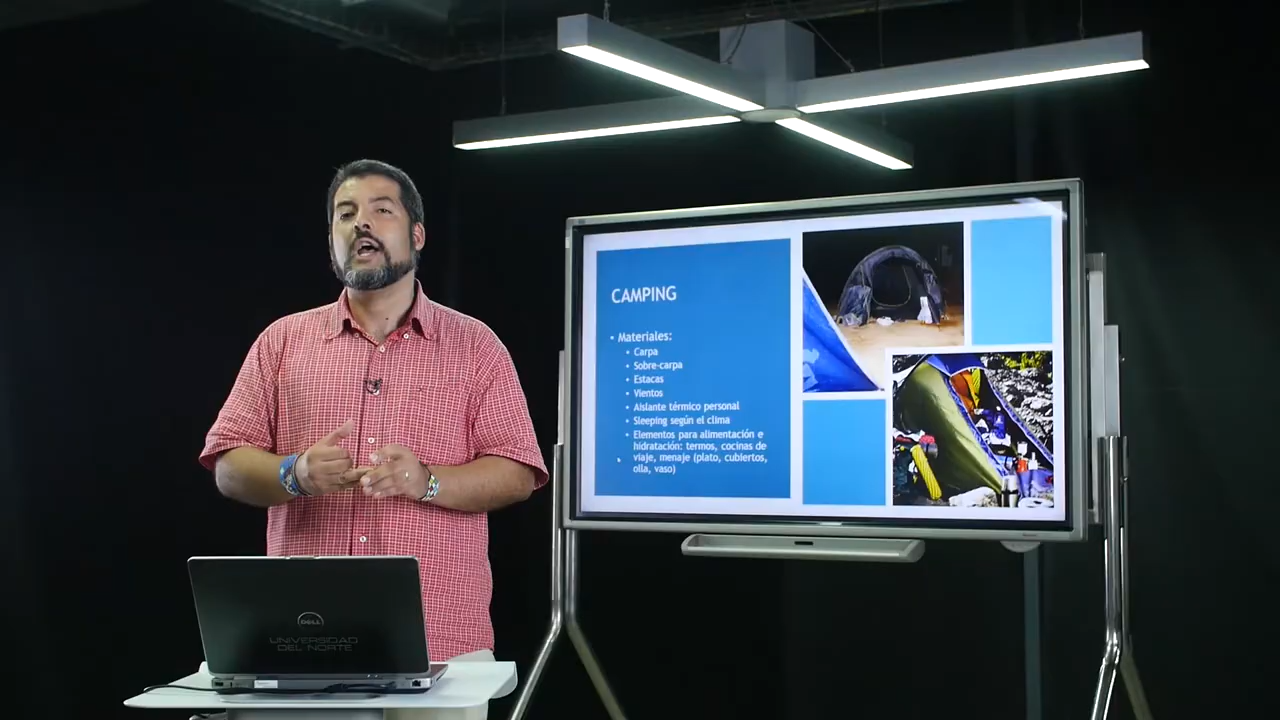 CAMPING
• Materiales:
• Carpa
• Sobre-carpa
• Estacas
• Vientos
• Aislante térmico personal
• Sleeping según el clima
• Elementos para alimentación e
hidratación: termos, cocinas de
viaje, menaje (plato, cubiertos,
olla, vaso)
DELL
UNIVERSIDAD
DEL NORTE